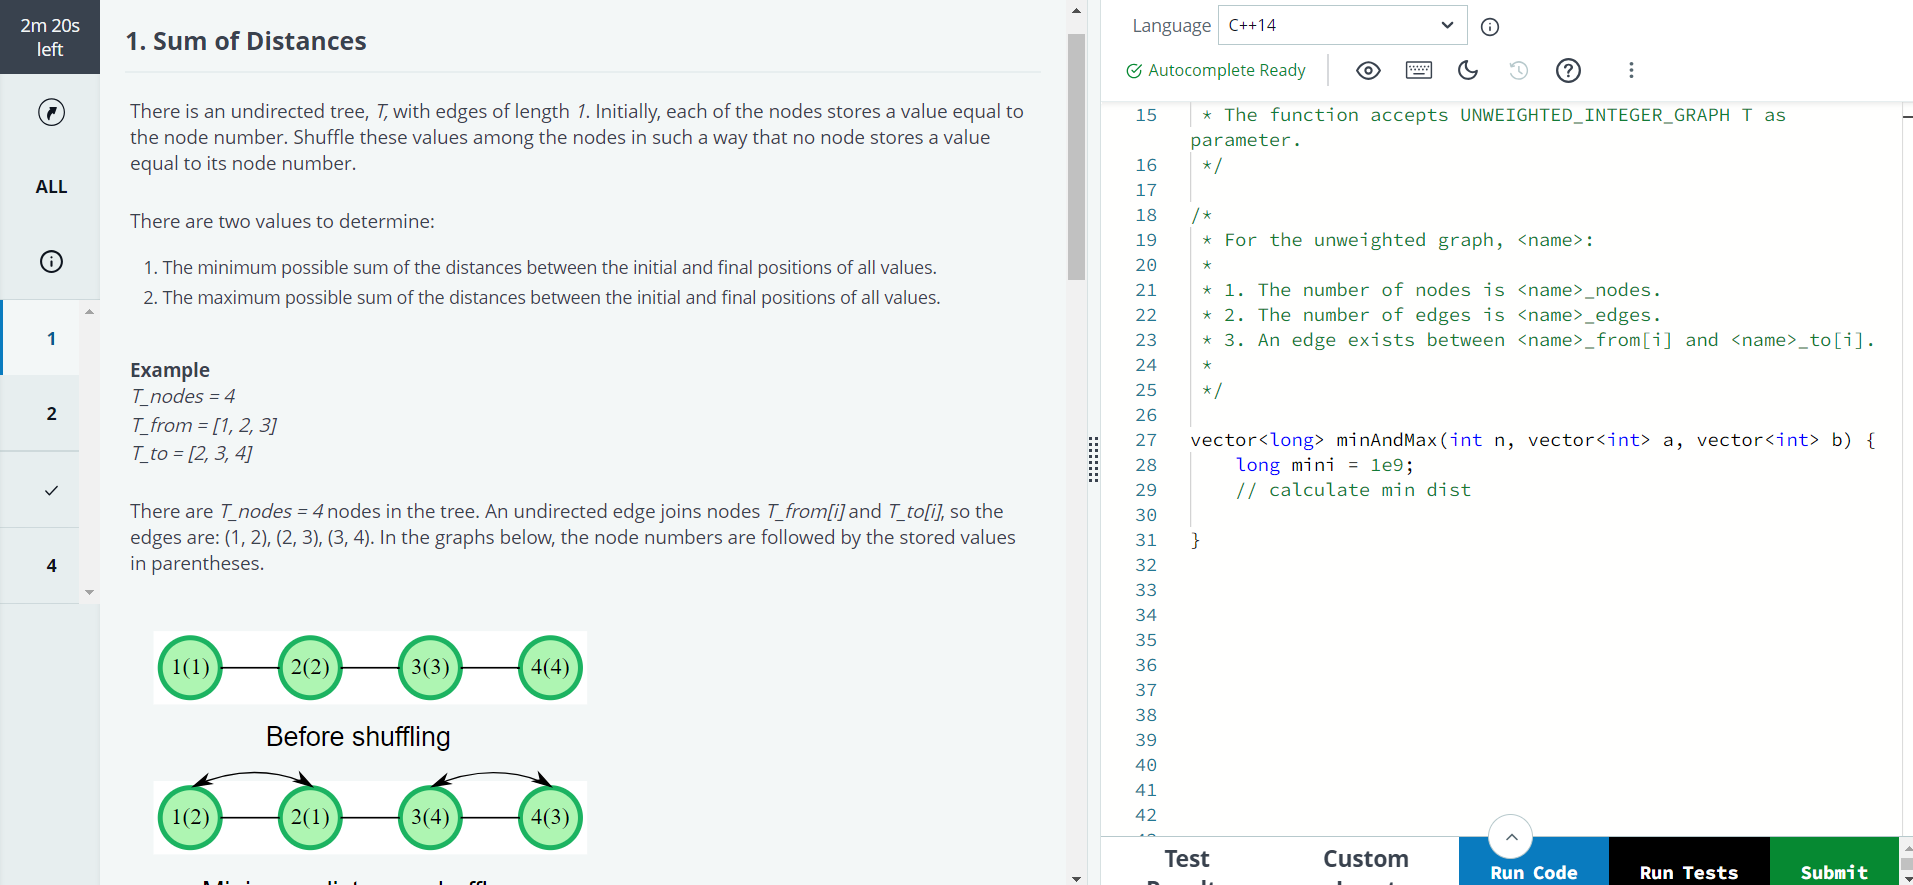 2m 20s
left
ALL
1
2
4
1. Sum of Distances
There is an undirected tree, T, with edges of length 1. Initially, each of the nodes stores a value equal to
the node number. Shuffle these values among the nodes in such a way that no node stores a value
equal to its node number.
There are two values to determine:
1. The minimum possible sum of the distances between the initial and final positions of all values.
2. The maximum possible sum of the distances between the initial and final positions of all values.
Example
T_nodes = 4
T_from = [1, 2, 3]
T_to = [2, 3, 4]
There are T_nodes = 4 nodes in the tree. An undirected edge joins nodes T_from[i] and T_to[i], so the
edges are: (1, 2), (2, 3), (3, 4). In the graphs below, the node numbers are followed by the stored values
in parentheses.
1(1) 2(2) 3(3) 4(4)
Before shuffling
1(2) 2(1) 3(4) 4(3)
Language C++14
Autocomplete Ready
15 * The function accepts UNWEIGHTED_INTEGER_GRAPH T as
parameter.
16 */
17
18 /*
19 * For the unweighted graph, <name>:
20 *
21 * 1. The number of nodes is <name>_nodes.
22 * 2. The number of edges is <name>_edges.
23 * 3. An edge exists between <name>_from[i] and <name>_to[i].
24 *
25 */
26
27 vector<long> minAndMax(int n, vector<int> a, vector<int> b) {
28 long mini = 1e9;
29 // calculate min dist
30
31 }
32
33
34
35
36
37
38
39
40
41
42
Test
Custom
Run Code
Run Tests
Submit